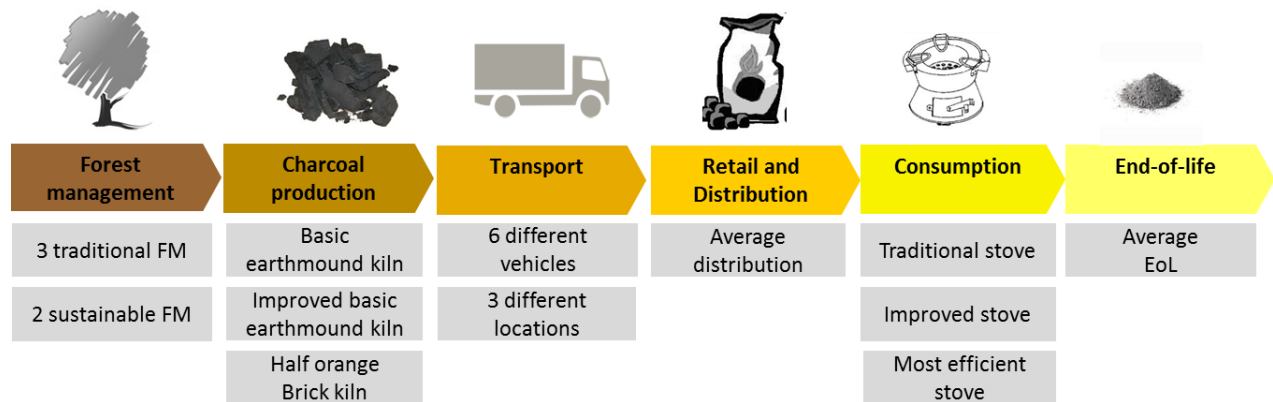 Forest
management
Charcoal
production
Transport
Retail and
Distribution
Consumption
End-of-life
3 traditional FM
Basic
earthmound kiln
6 different
vehicles
Average
distribution
Traditional stove
Average
EoL
2 sustainable FM
Improved basic
earthmound kiln
3 different
locations
Improved stove
Half orange
Brick kiln
Most efficient
stove